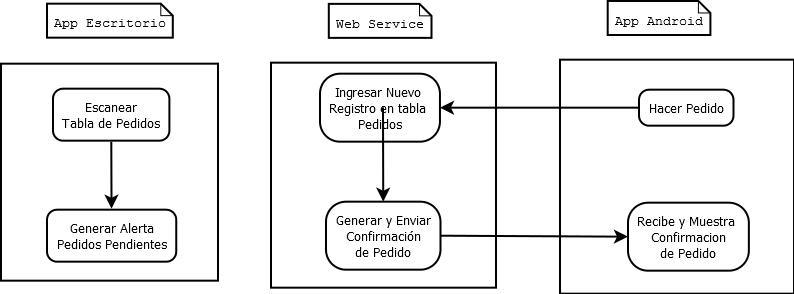 App Escritorio
Web Service
App Android
Escanear
Tabla de Pedidos
Ingresar Nuevo
Registro en tabla
Pedidos
Hacer Pedido
Generar Alerta
Pedidos Pendientes
Generar y Enviar
Confirmación
de Pedido
Recibe y Muestra
Confirmacion
de Pedido